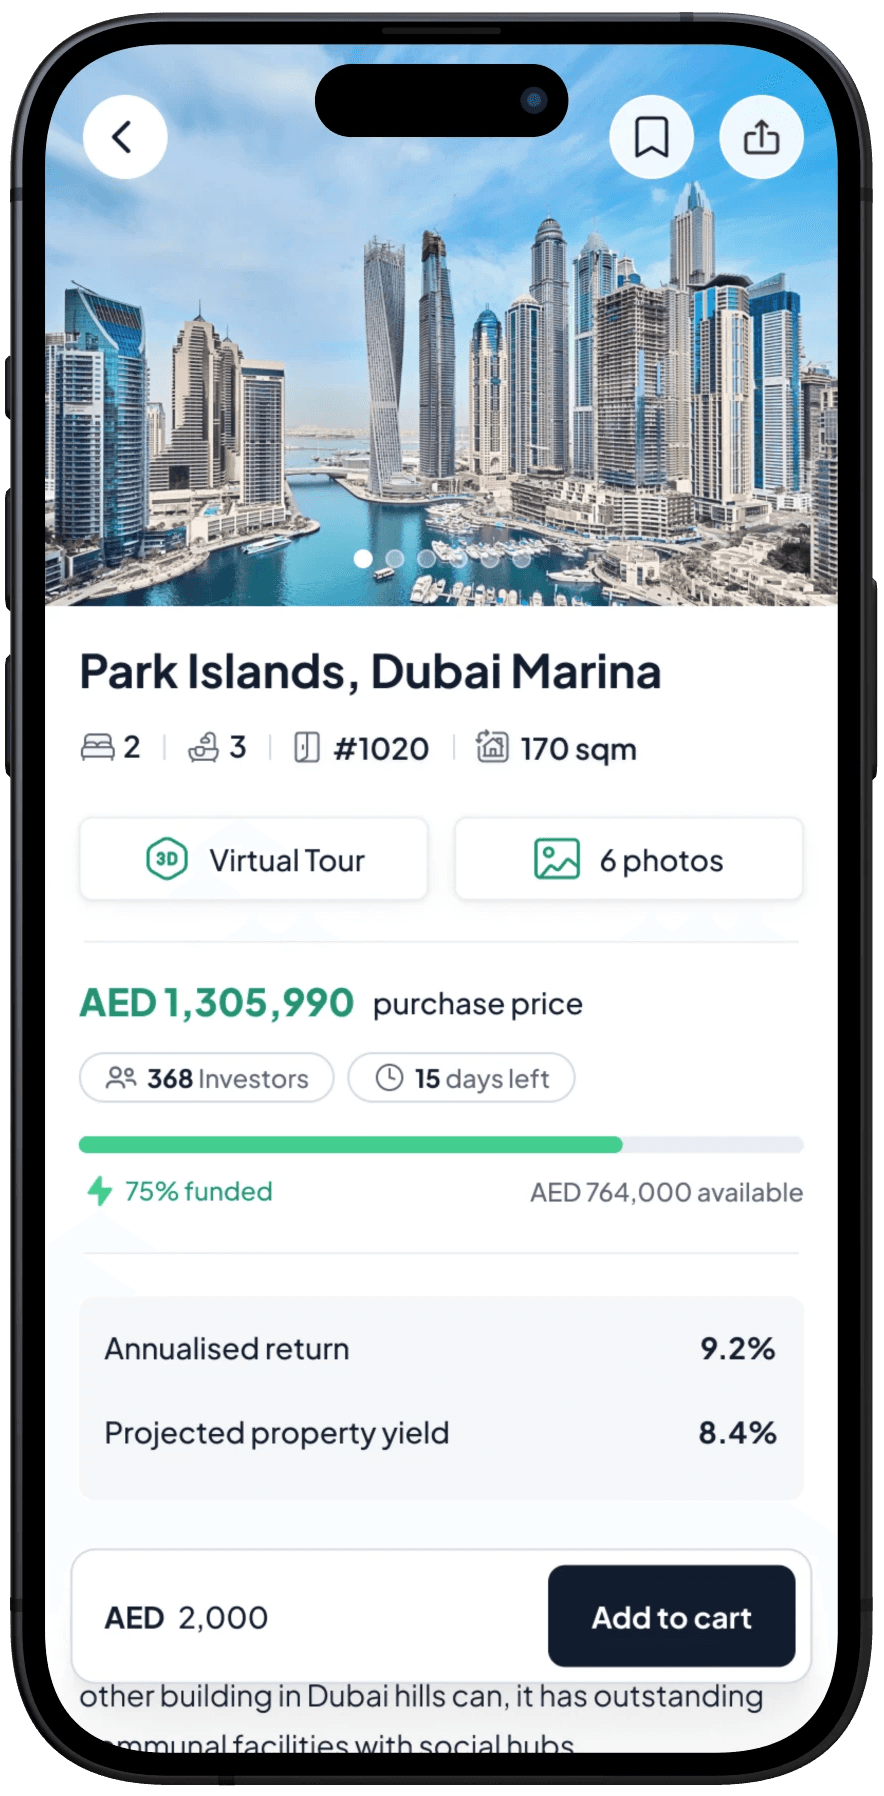 Park Islands, Dubai Marina
2 3 #1020 170 sqm
3D Virtual Tour 6 photos
AED 1,305,990 purchase price
368 Investors 15 days left
75% funded AED 764,000 available
Annualised return 9.2%
Projected property yield 8.4%
AED 2,000 Add to cart
other building in Dubai hills can, it has outstanding
communal facilities with social hubs